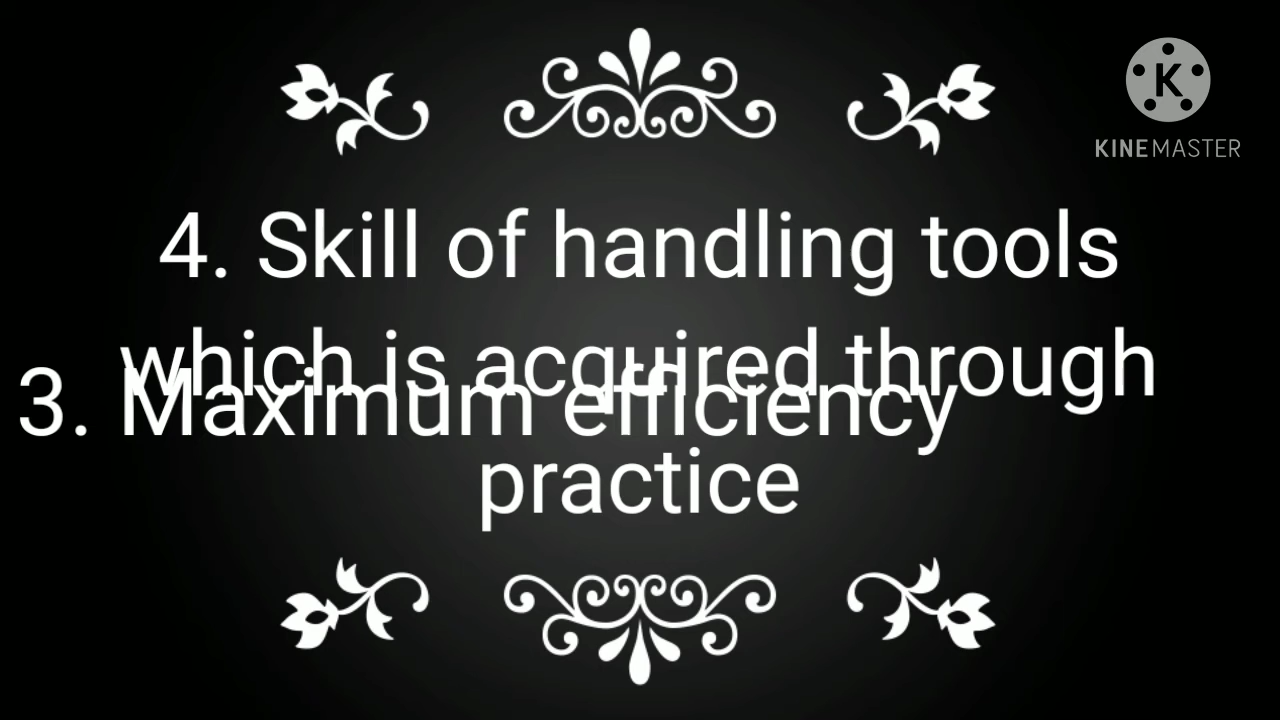 KINEMASTER
4. Skill of handling tools
which is acquired through
3. Maximum efficiency
practice